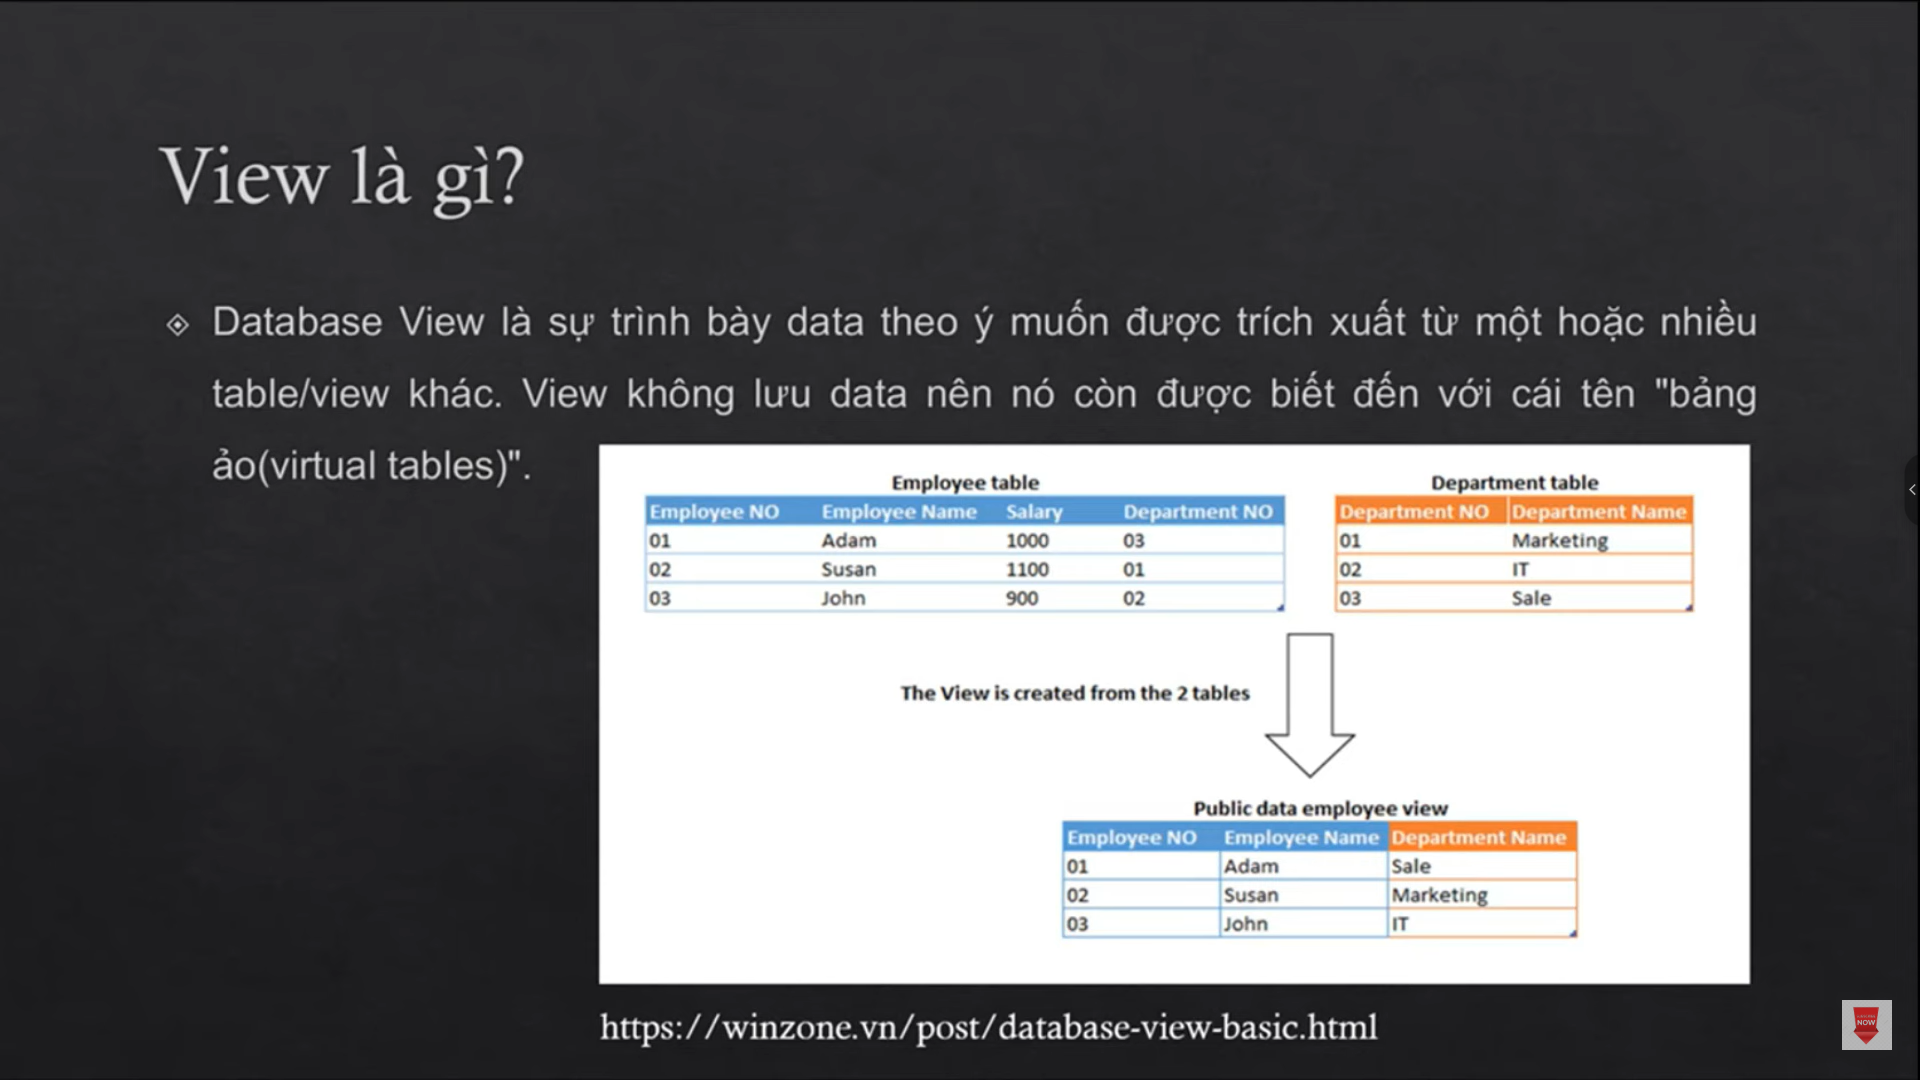 View là gì?
Database View là sự trình bày data theo ý muốn được trích xuất từ một hoặc nhiều
table/view khác. View không lưu data nên nó còn được biết đến với cái tên "bảng
ảo(virtual tables)".
Employee table
Employee NO Employee Name Salary Department NO
01 Adam 1000 03
02 Susan 1100 01
03 John 900 02
Department table
Department NO Department Name
01 Marketing
02 IT
03 Sale
The View is created from the 2 tables
Public data employee view
Employee NO Employee Name Department Name
01 Adam Sale
02 Susan Marketing
03 John IT
https://winzone.vn/post/database-view-basic.html
NOW